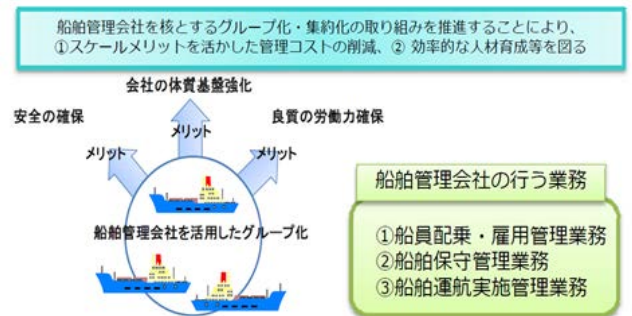 船舶管理会社を核とするグループ化・集約化の取り組みを推進することにより、
①スケールメリットを活かした管理コストの削減、② 効率的な人材育成等を図る
会社の体質基盤強化
安全の確保
良質の労働力確保
メリット
メリット
メリット
船舶管理会社を活用したグループ化
船舶管理会社の行う業務
①船員配乗・雇用管理業務
②船舶保守管理業務
③船舶運航実施管理業務